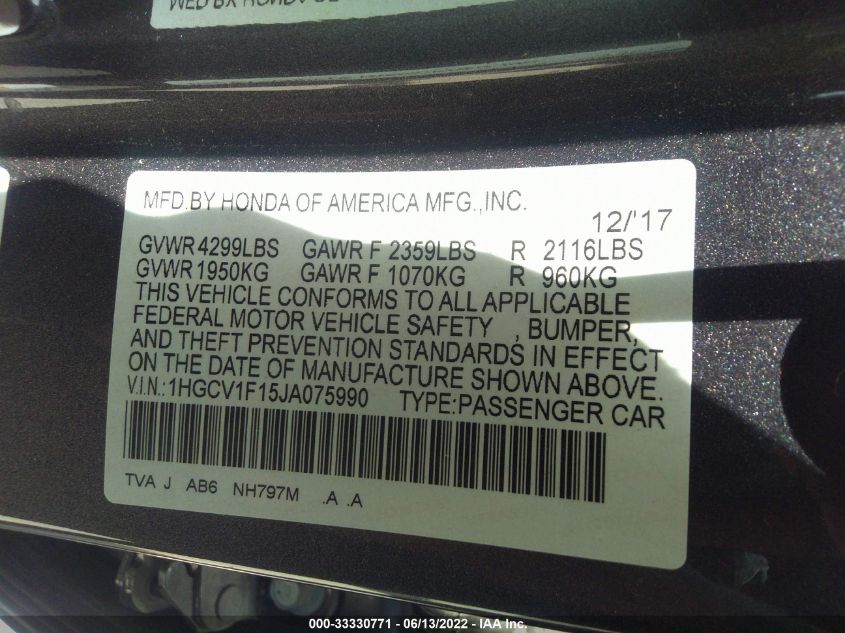 MFD.BY HONDA OF AMERICA MFG.,INC.
12/'17
GVWR 4299LBS GAWR F 2359LBS R 2116LBS
GVWR 1950KG GAWR F 1070KG R 960KG
THIS VEHICLE CONFORMS TO ALL APPLICABLE
FEDERAL MOTOR VEHICLE SAFETY , BUMPER,
AND THEFT PREVENTION STANDARDS IN EFFECT
ON THE DATE OF MANUFACTURE SHOWN ABOVE.
V.I.N.:1HGCV1F15JA075990 TYPE:PASSENGER CAR
TVA J AB6 NH797M .A .A
000-33330771 - 06/13/2022 - IAA Inc.